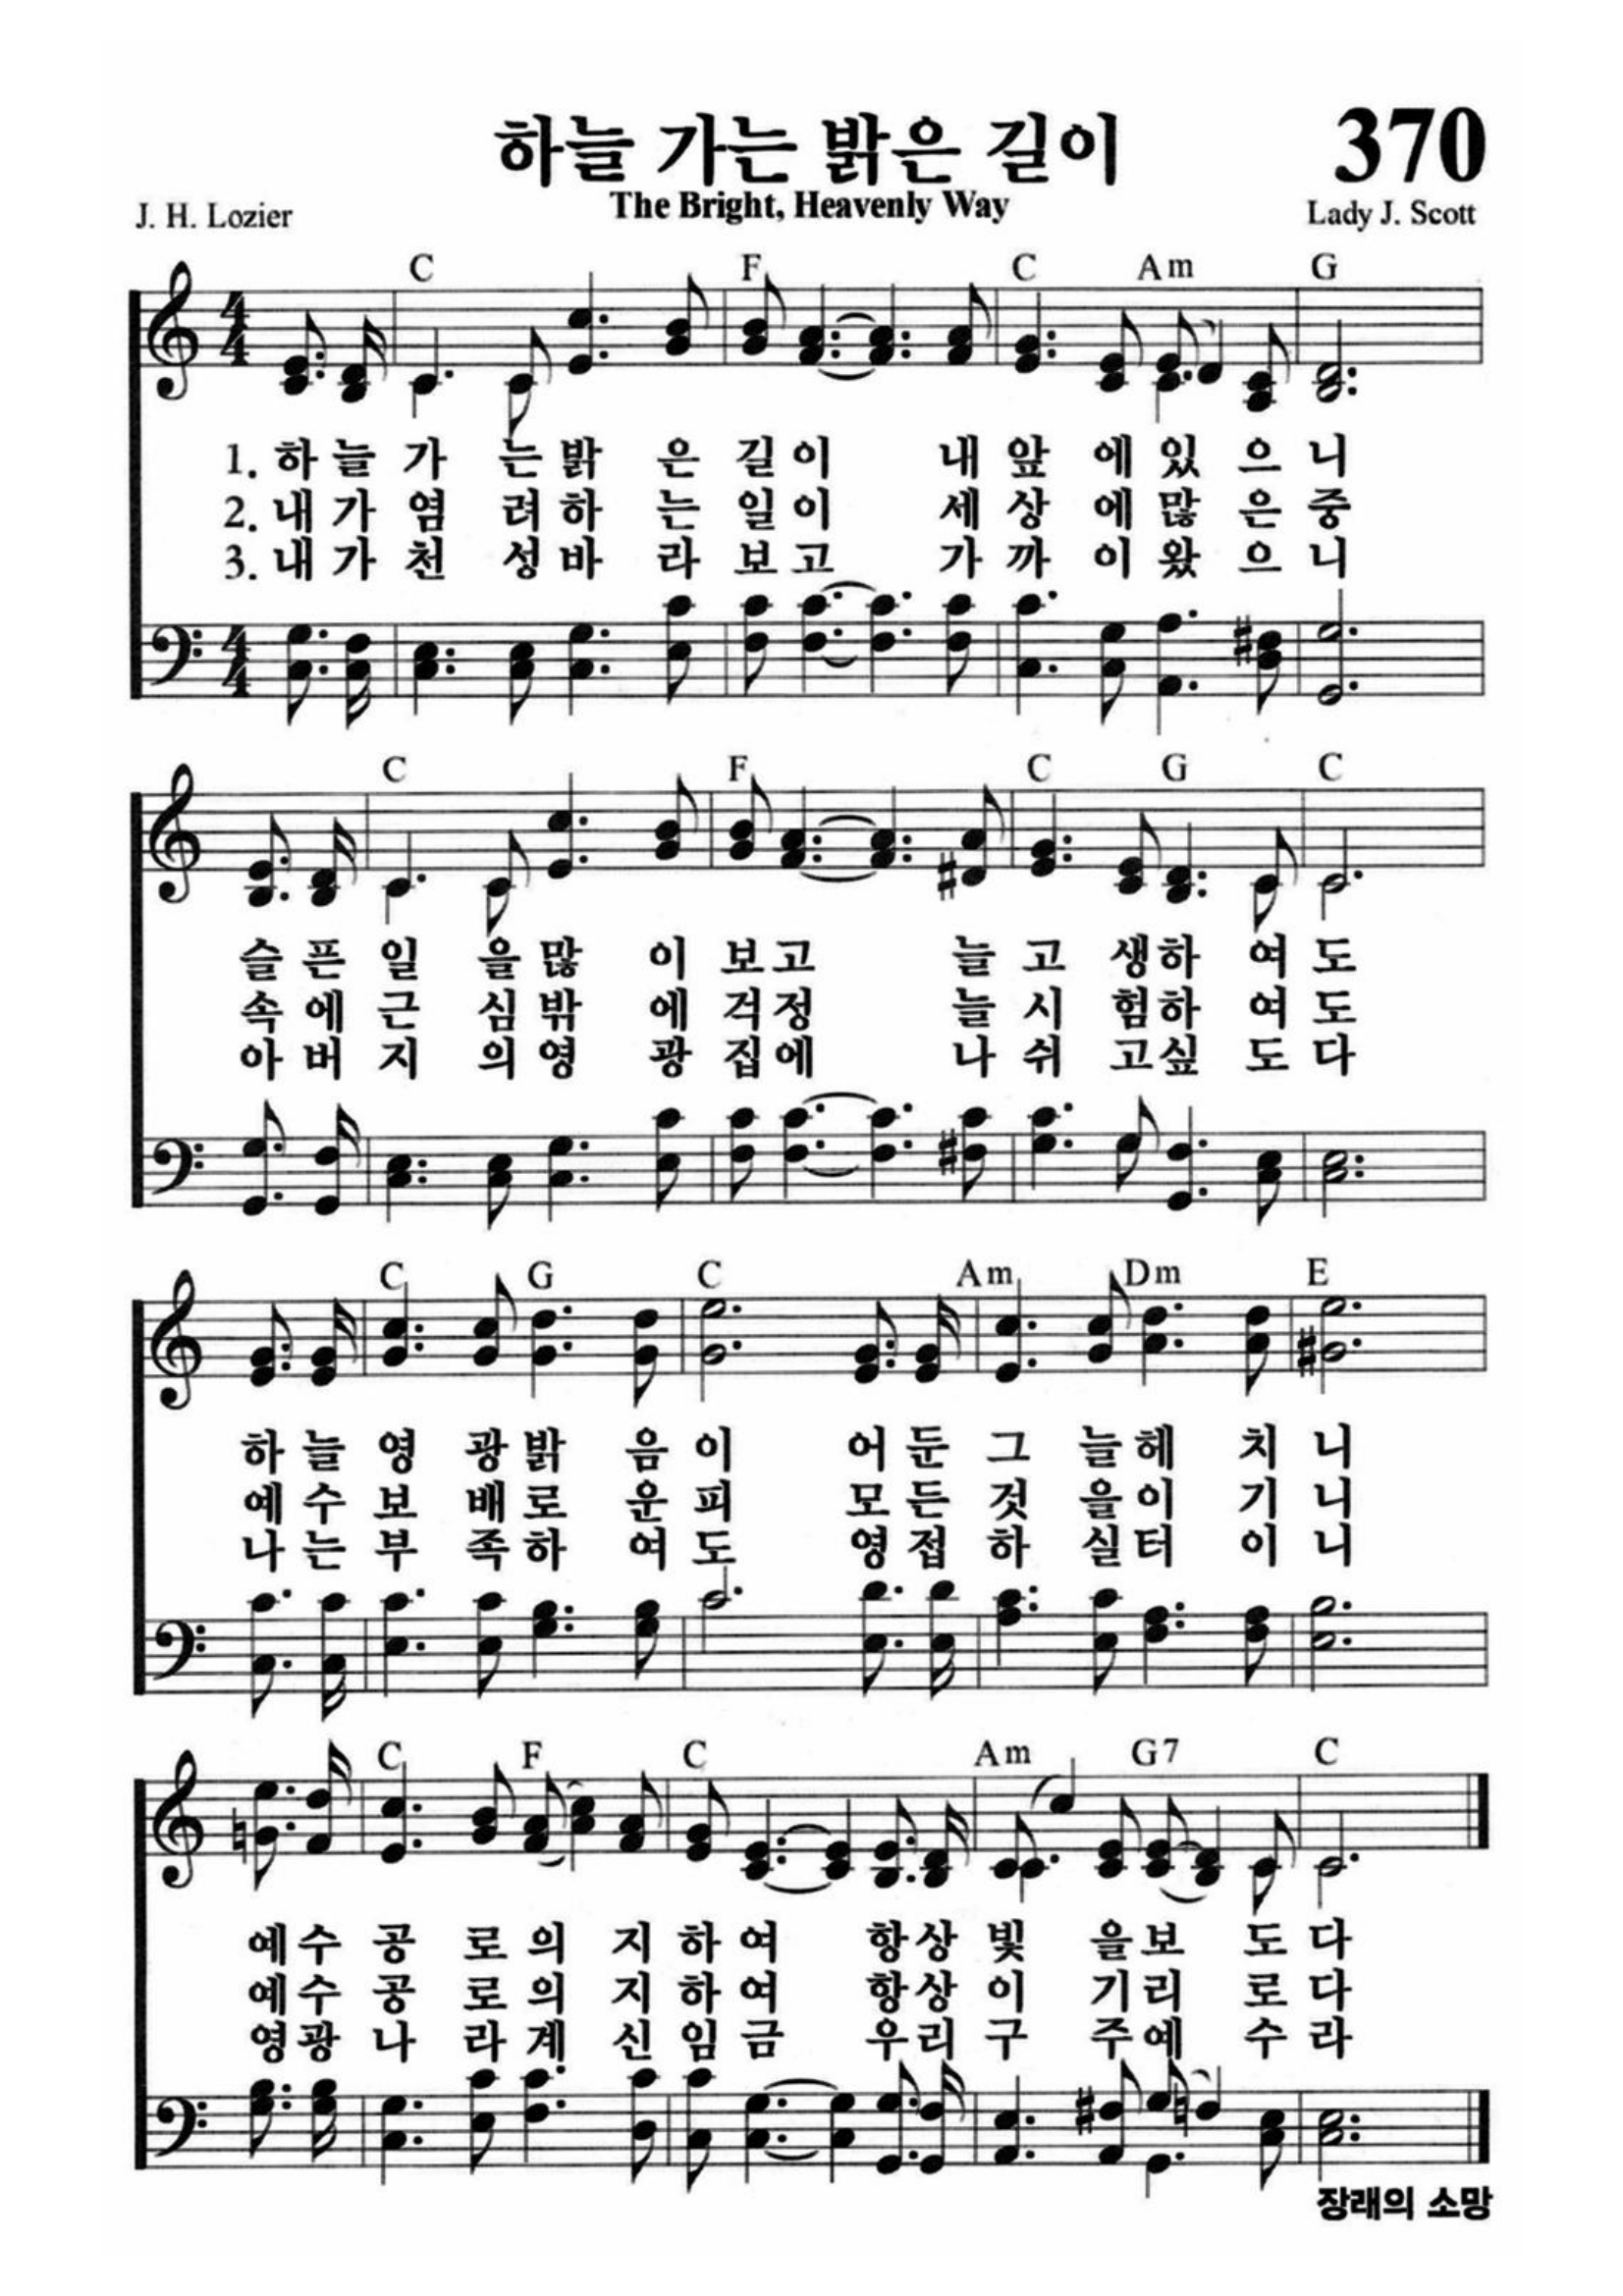 하늘 가는 밝은 길이
370
The Bright, Heavenly Way
J. H. Lozier
Lady J. Scott
C F C Am G
1. 하 늘 가 는 밝 은 길 이 내 앞 에 있 으 니
2. 내 가 염 려 하 는 일 이 세 상 에 많 은 중
3. 내 가 천 성 바 라 보 고 가 까 이 왔 으 니
C F C G C
슬 픈 일 을 많 이 보 고 늘 고 생 하 여 도
속 에 근 심 밖 에 걱 정 늘 시 험 하 여 도
아 버 지 의 영 광 집 에 나 쉬 고 싶 도 다
C G C Am Dm E
하 늘 영 광 밝 음 이 어 둔 그 늘 헤 치 니
예 수 보 배 로 운 피 모 든 것 을 이 기 니
나 는 부 족 하 여 도 영 접 하 실 터 이 니
C F C Am G7 C
예 수 공 로 의 지 하 여 항 상 빛 을 보 도 다
예 수 공 로 의 지 하 여 항 상 이 기 리 로 다
영 광 나 라 계 신 임 금 우 리 구 주 예 수 라
장래의 소망